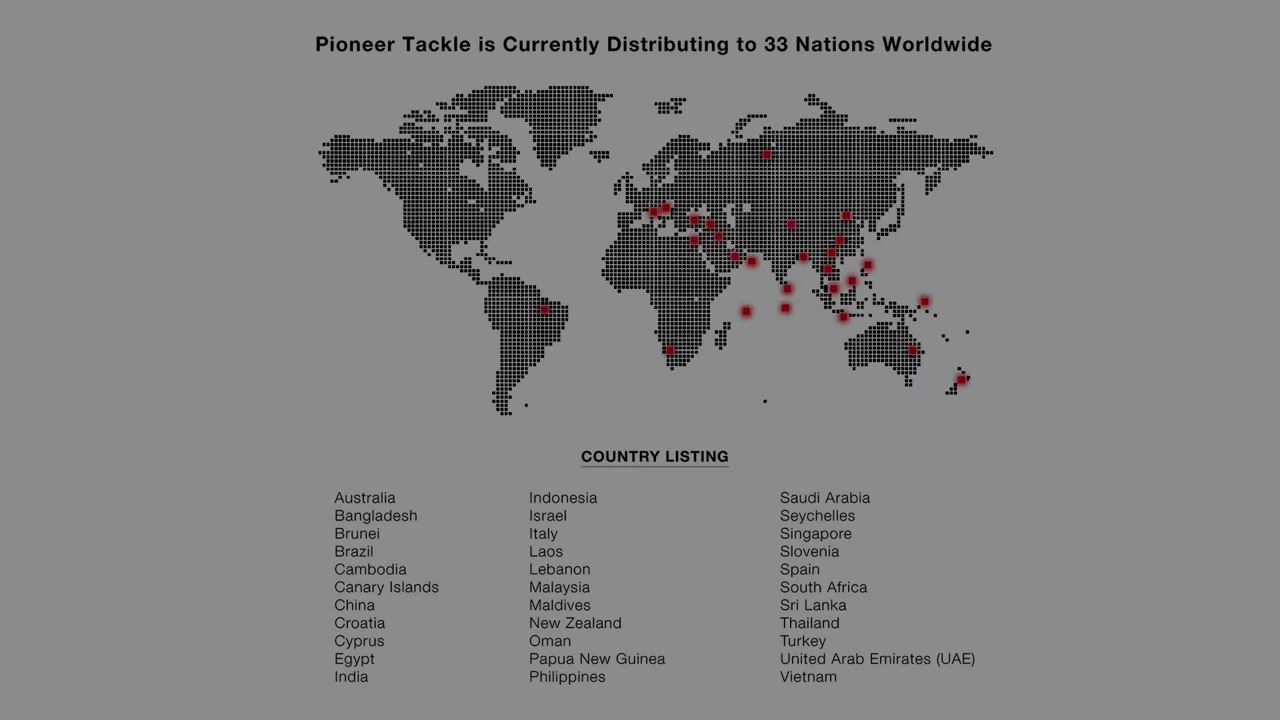 Pioneer Tackle is Currently Distributing to 33 Nations Worldwide
COUNTRY LISTING
Australia
Bangladesh
Brunei
Brazil
Cambodia
Canary Islands
China
Croatia
Cyprus
Egypt
India
Indonesia
Israel
Italy
Laos
Lebanon
Malaysia
Maldives
New Zealand
Oman
Papua New Guinea
Philippines
Saudi Arabia
Seychelles
Singapore
Slovenia
Spain
South Africa
Sri Lanka
Thailand
Turkey
United Arab Emirates (UAE)
Vietnam